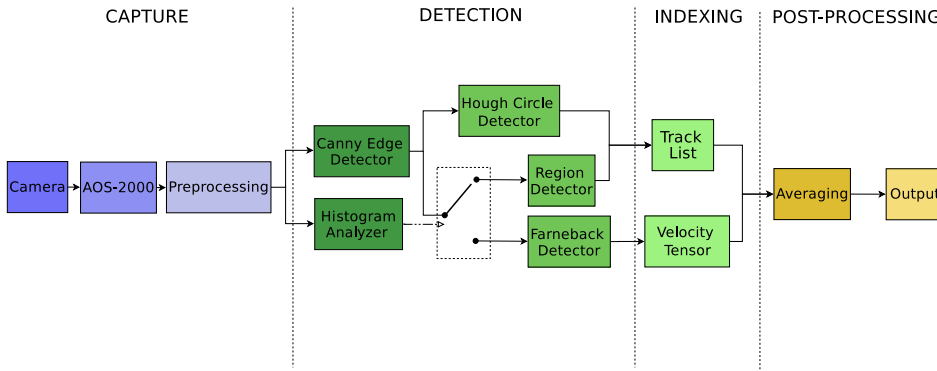 CAPTURE
DETECTION
INDEXING
POST-PROCESSING
Camera
AOS-2000
Preprocessing
Canny Edge
Detector
Histogram
Analyzer
Hough Circle
Detector
Region
Detector
Farneback
Detector
Track
List
Velocity
Tensor
Averaging
Output